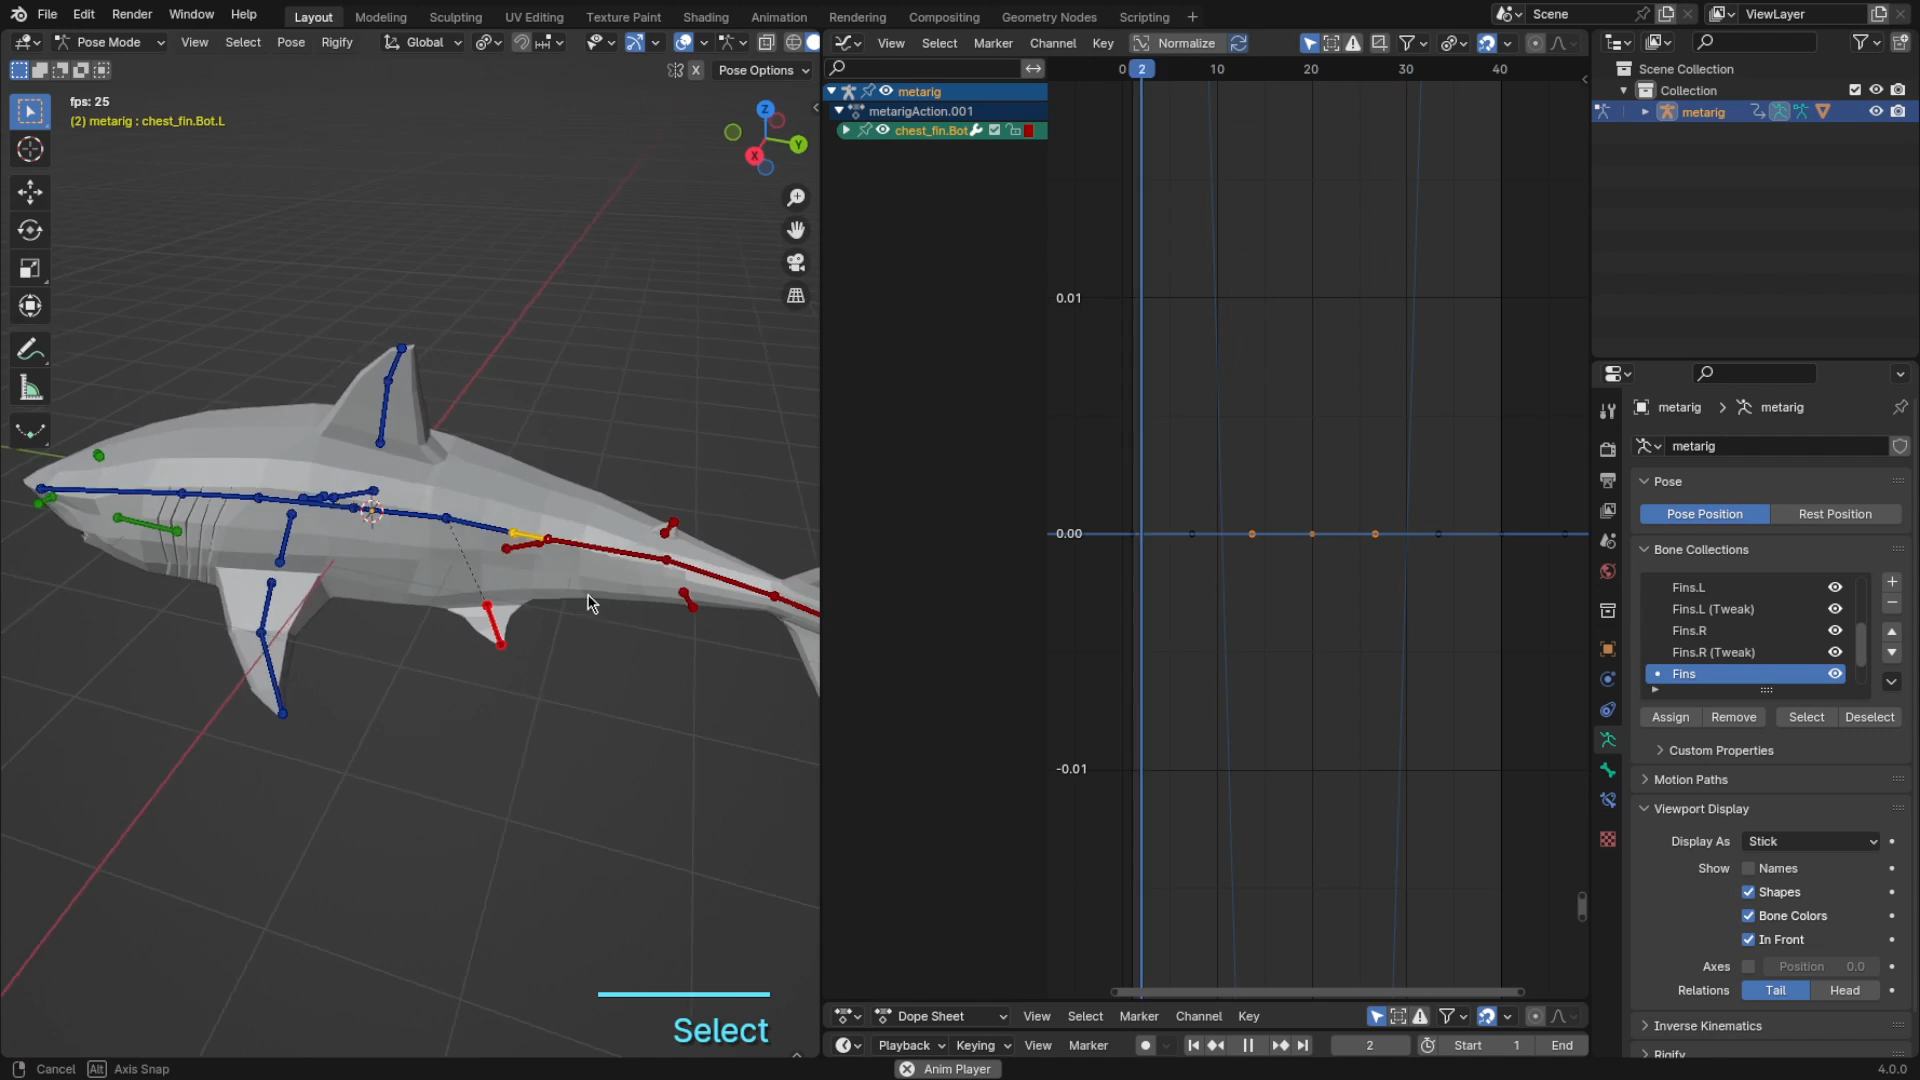 File Edit Render Window Help Layout Modeling Sculpting UV Editing Texture Paint Shading Animation Rendering Compositing Geometry Nodes Scripting + Scene ViewLayer
Pose Mode View Select Pose Rigify Global View Select Marker Channel Key Normalize
X Pose Options 0 2 10 20 30 40 Scene Collection
metarig Collection
fps: 25 metarigAction.001 metarig
(2) metarig : chest_fin.Bot.L chest_fin.Bot
Z
Y
X
0.01
0.00
-0.01
metarig metarig
metarig
Pose
Pose Position Rest Position
Bone Collections
Fins.L
Fins.L (Tweak)
Fins.R
Fins.R (Tweak)
Fins
Assign Remove Select Deselect
Custom Properties
Motion Paths
Viewport Display
Display As Stick
Show Names
Shapes
Bone Colors
In Front
Axes Position 0.0
Relations Tail Head
Inverse Kinematics
Rigify
Select
Dope Sheet View Select Marker Channel Key
Playback Keying View Marker 2 Start 1 End
Cancel Alt Axis Snap Anim Player 4.0.0